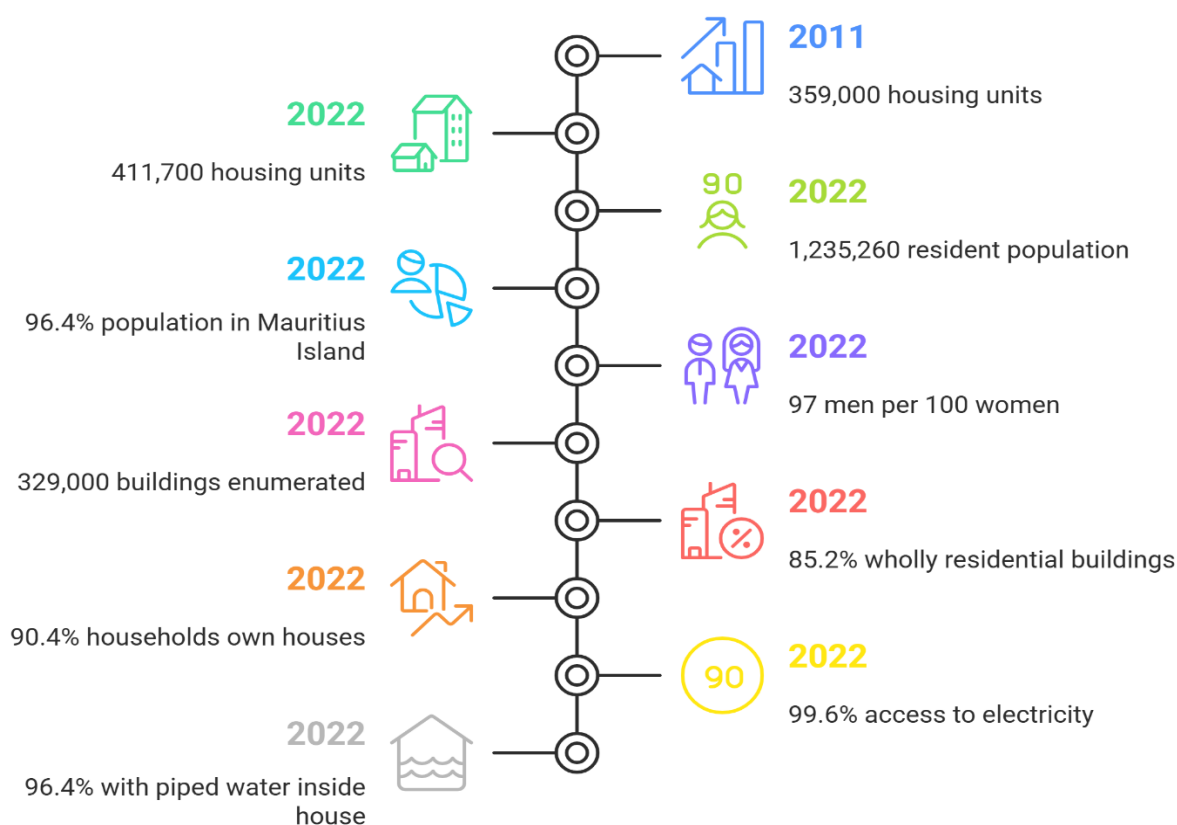 2011
359,000 housing units
2022
411,700 housing units
90
2022
1,235,260 resident population
2022
96.4% population in Mauritius
Island
2022
97 men per 100 women
2022
329,000 buildings enumerated
2022
85.2% wholly residential buildings
2022
90.4% households own houses
90
2022
99.6% access to electricity
2022
96.4% with piped water inside
house